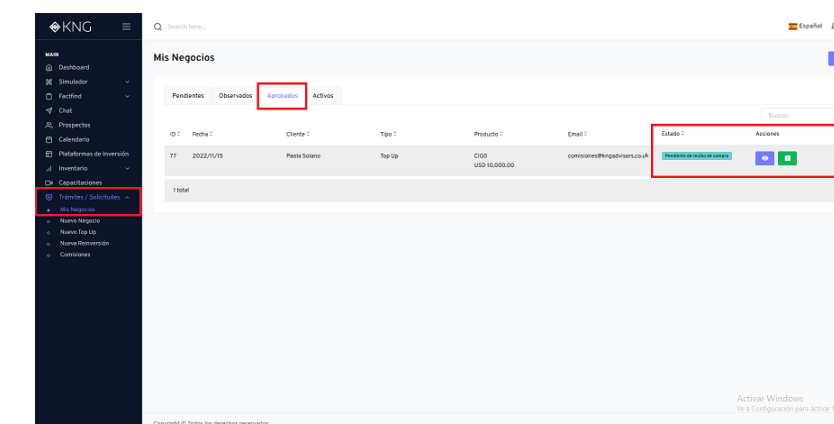 KNG
Search here..
Español
MAIN
Dashboard
Simulador
Factfind
Chat
Prospectos
Calendario
Plataformas de Inversión
Inventario
Capacitaciones
Trámites / Solicitudes
Mis Negocios
Nuevo Negocio
Nuevo Top Up
Nueva Reinversión
Comisiones
Mis Negocios
Pendientes Observados Aprobados Activos
Buscar:
ID Fecha Cliente Tipo Producto Email Estado Acciones
77 2022/11/15 Paola Solano Top Up CIGO comisiones@kngadvisors.co.uk Pendiente de recibo de compra
USD 10,000.00
1 total
Activar Windows
Ve a Configuración para activar
Copyright © Todos los derechos reservados